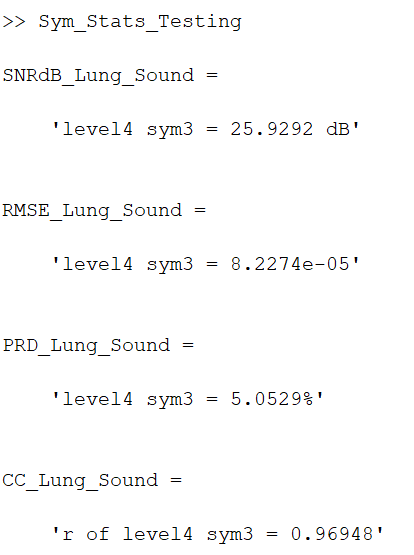 >> Sym_Stats_Testing
SNRdB_Lung_Sound =
'level4 sym3 = 25.9292 dB'
RMSE_Lung_Sound =
'level4 sym3 = 8.2274e-05'
PRD_Lung_Sound =
'level4 sym3 = 5.0529%'
CC_Lung_Sound =
'r of level4 sym3 = 0.96948'